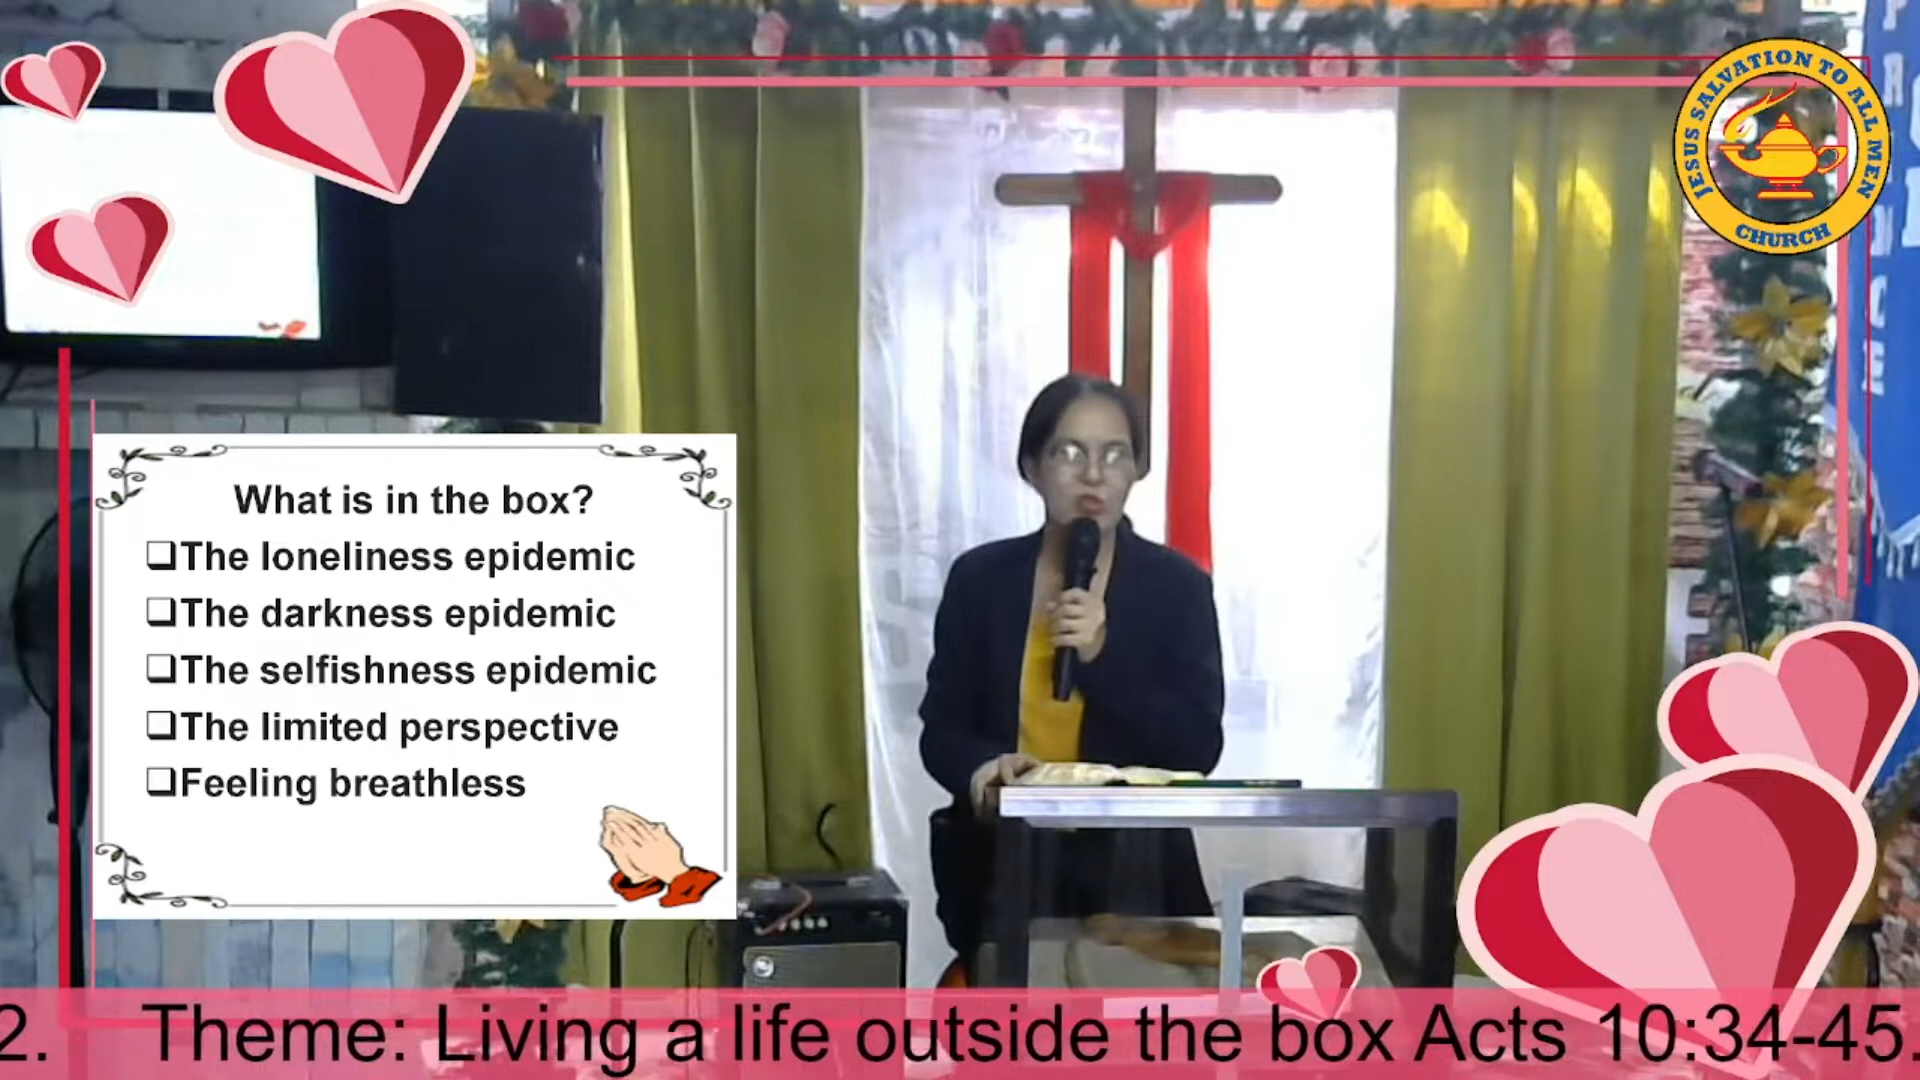 JESUS SALVATION TO ALL MEN
CHURCH
What is in the box?
❑The loneliness epidemic
❑The darkness epidemic
❑The selfishness epidemic
❑The limited perspective
❑Feeling breathless
2. Theme: Living a life outside the box Acts 10:34-45.